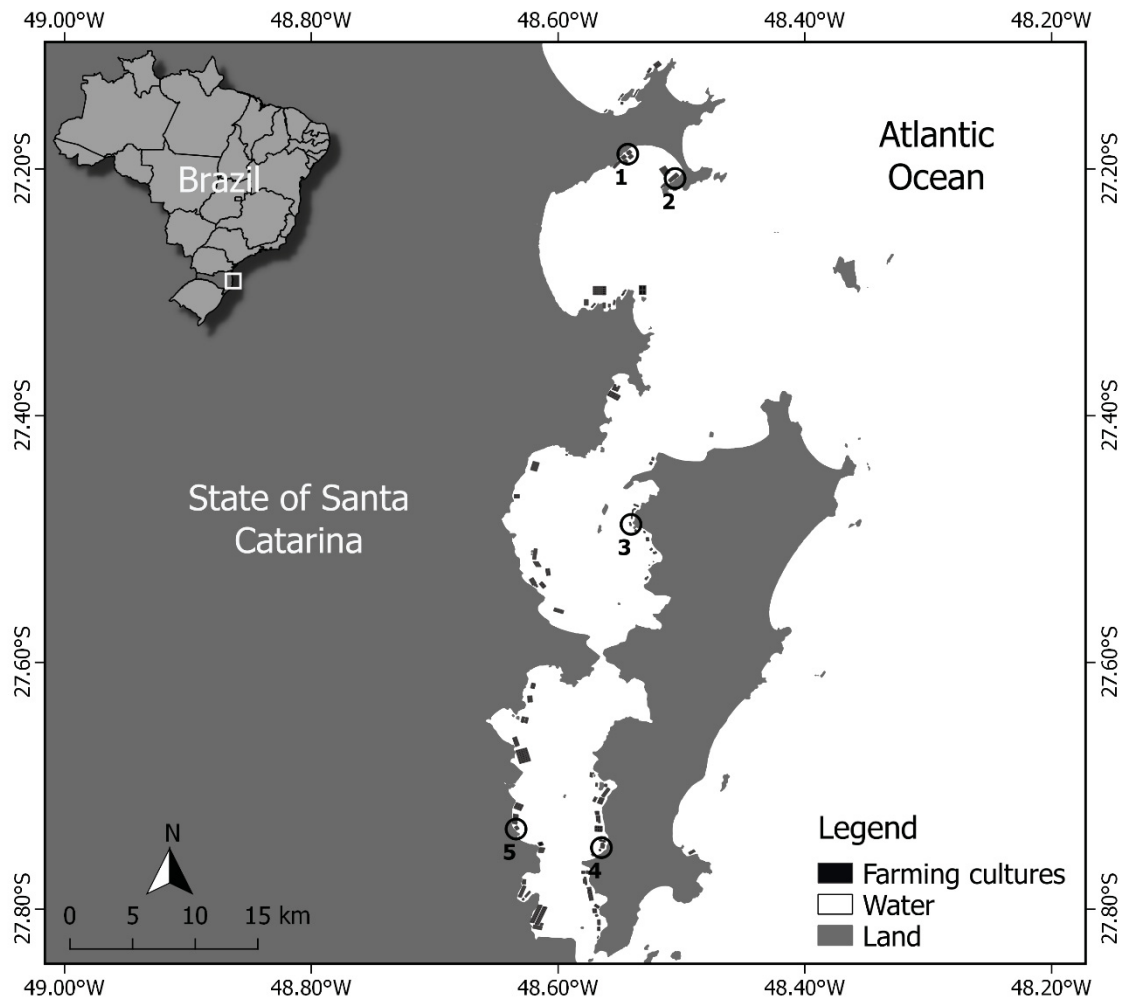 49.00°W 48.80°W 48.60°W 48.40°W 48.20°W
Atlantic
Ocean
Brazil
27.20°S 27.20°S
1
2
27.40°S 27.40°S
State of Santa
Catarina
3
27.60°S 27.60°S
Legend
5
4
N
Farming cultures
0 5 10 15 km
Water
27.80°S 27.80°S
Land
49.00°W 48.80°W 48.60°W 48.40°W 48.20°W